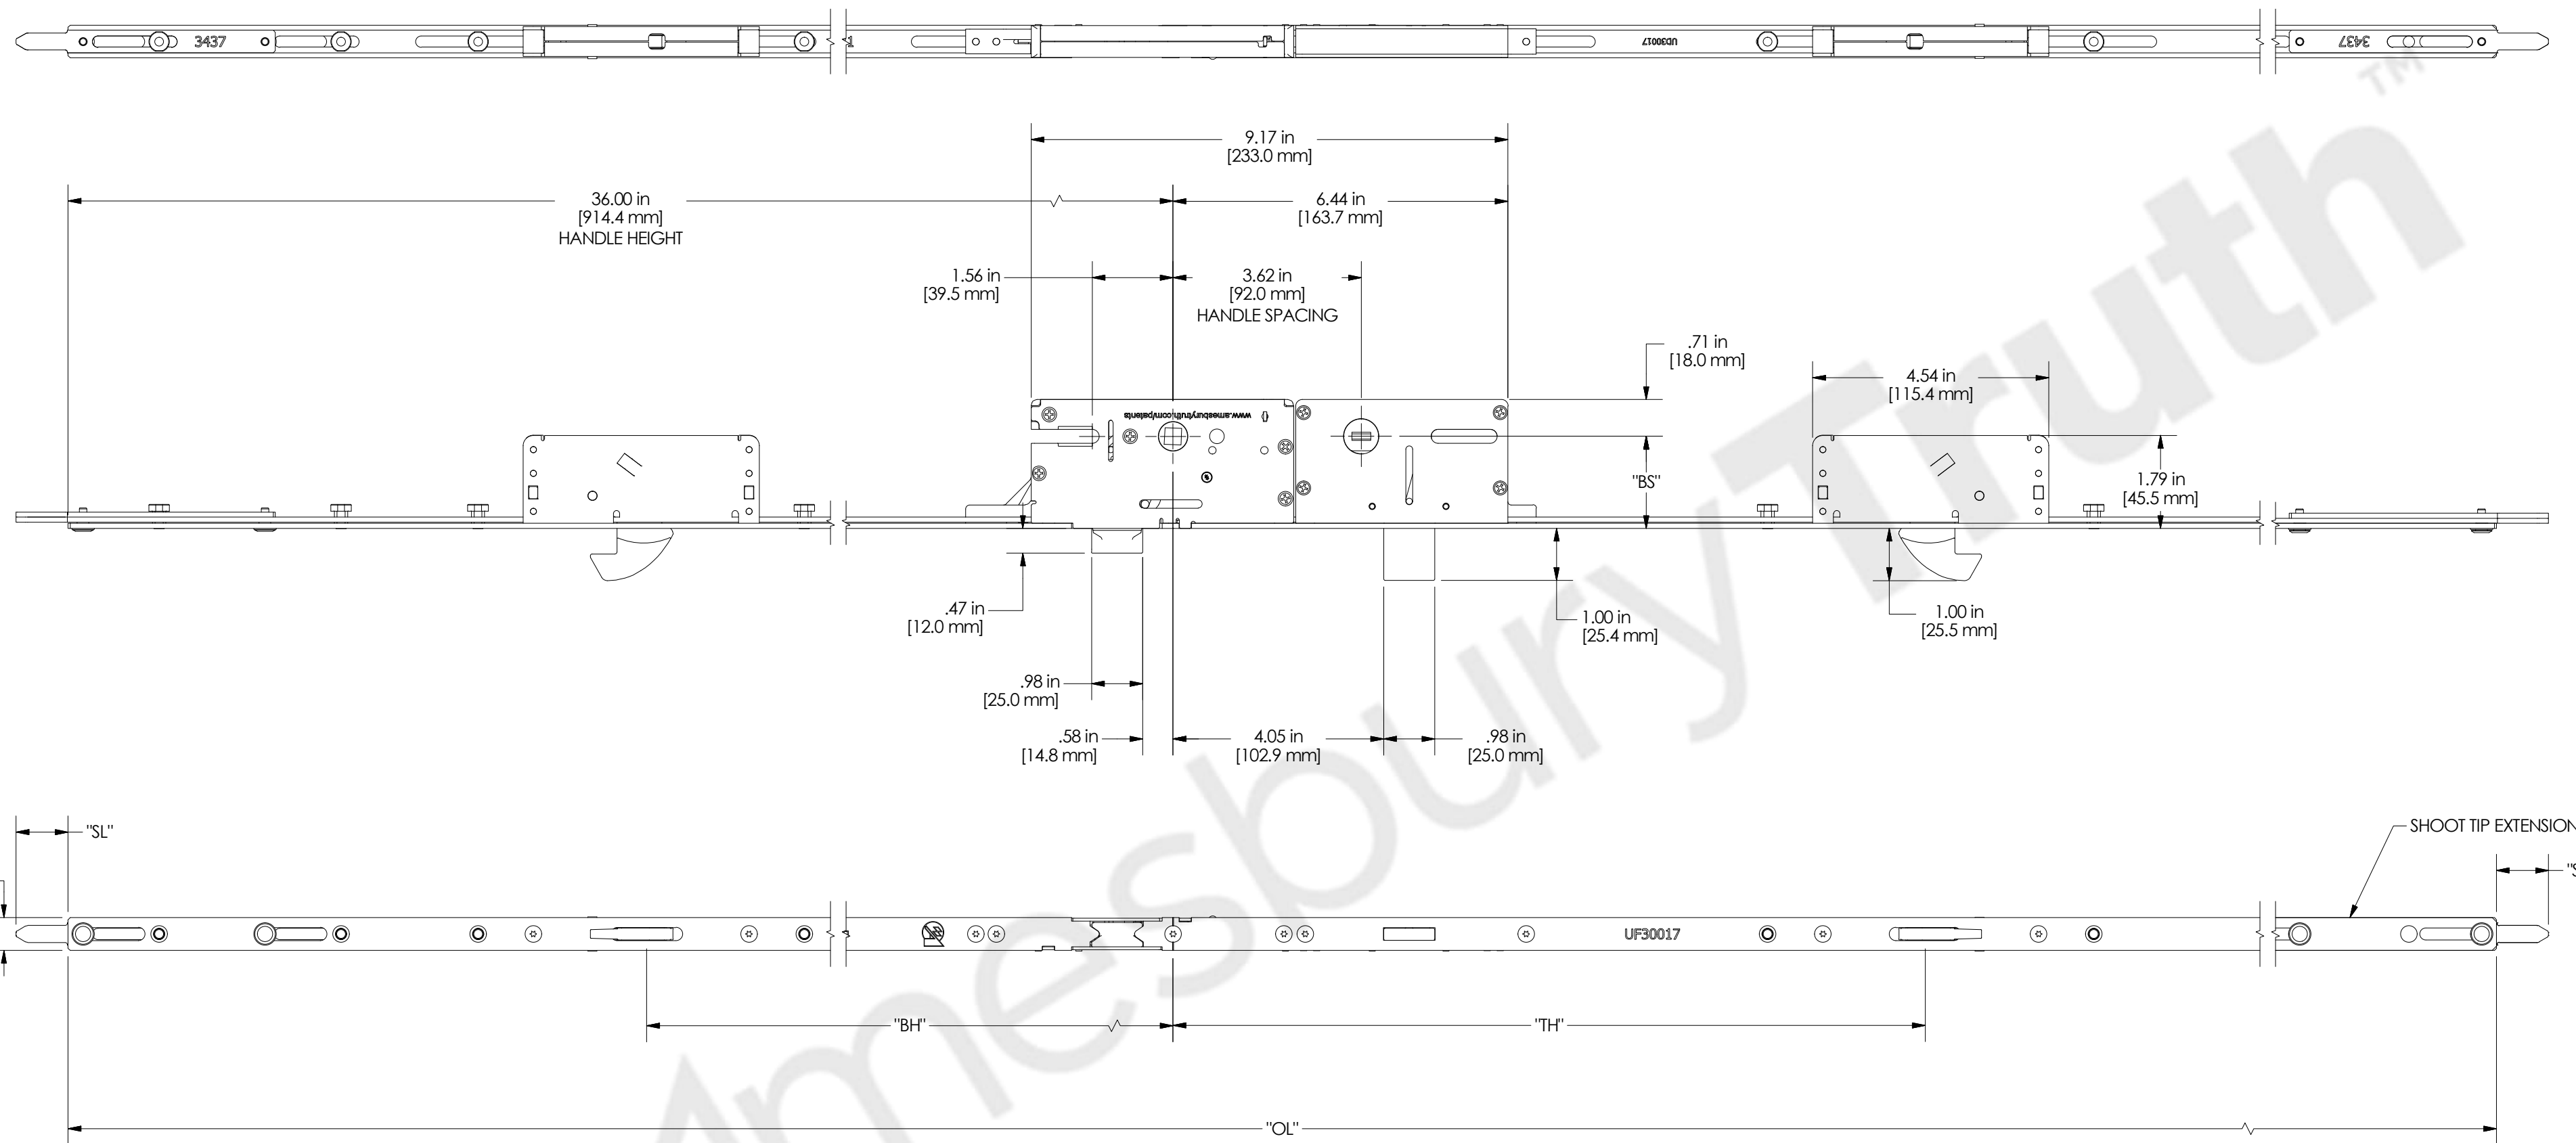 3437
UD30017
3437
TM
9.17 in
[233.0 mm]
36.00 in
[914.4 mm]
HANDLE HEIGHT
6.44 in
[163.7 mm]
1.56 in
[39.5 mm]
3.62 in
[92.0 mm]
HANDLE SPACING
.71 in
[18.0 mm]
4.54 in
[115.4 mm]
www.amesburytruth.com/patents
"BS"
1.79 in
[45.5 mm]
.47 in
[12.0 mm]
1.00 in
[25.4 mm]
1.00 in
[25.5 mm]
.98 in
[25.0 mm]
.58 in
[14.8 mm]
4.05 in
[102.9 mm]
.98 in
[25.0 mm]
"SL"
SHOOT TIP EXTENSION
UF30017
"BH"
"TH"
"OL"
AmesburyTruth